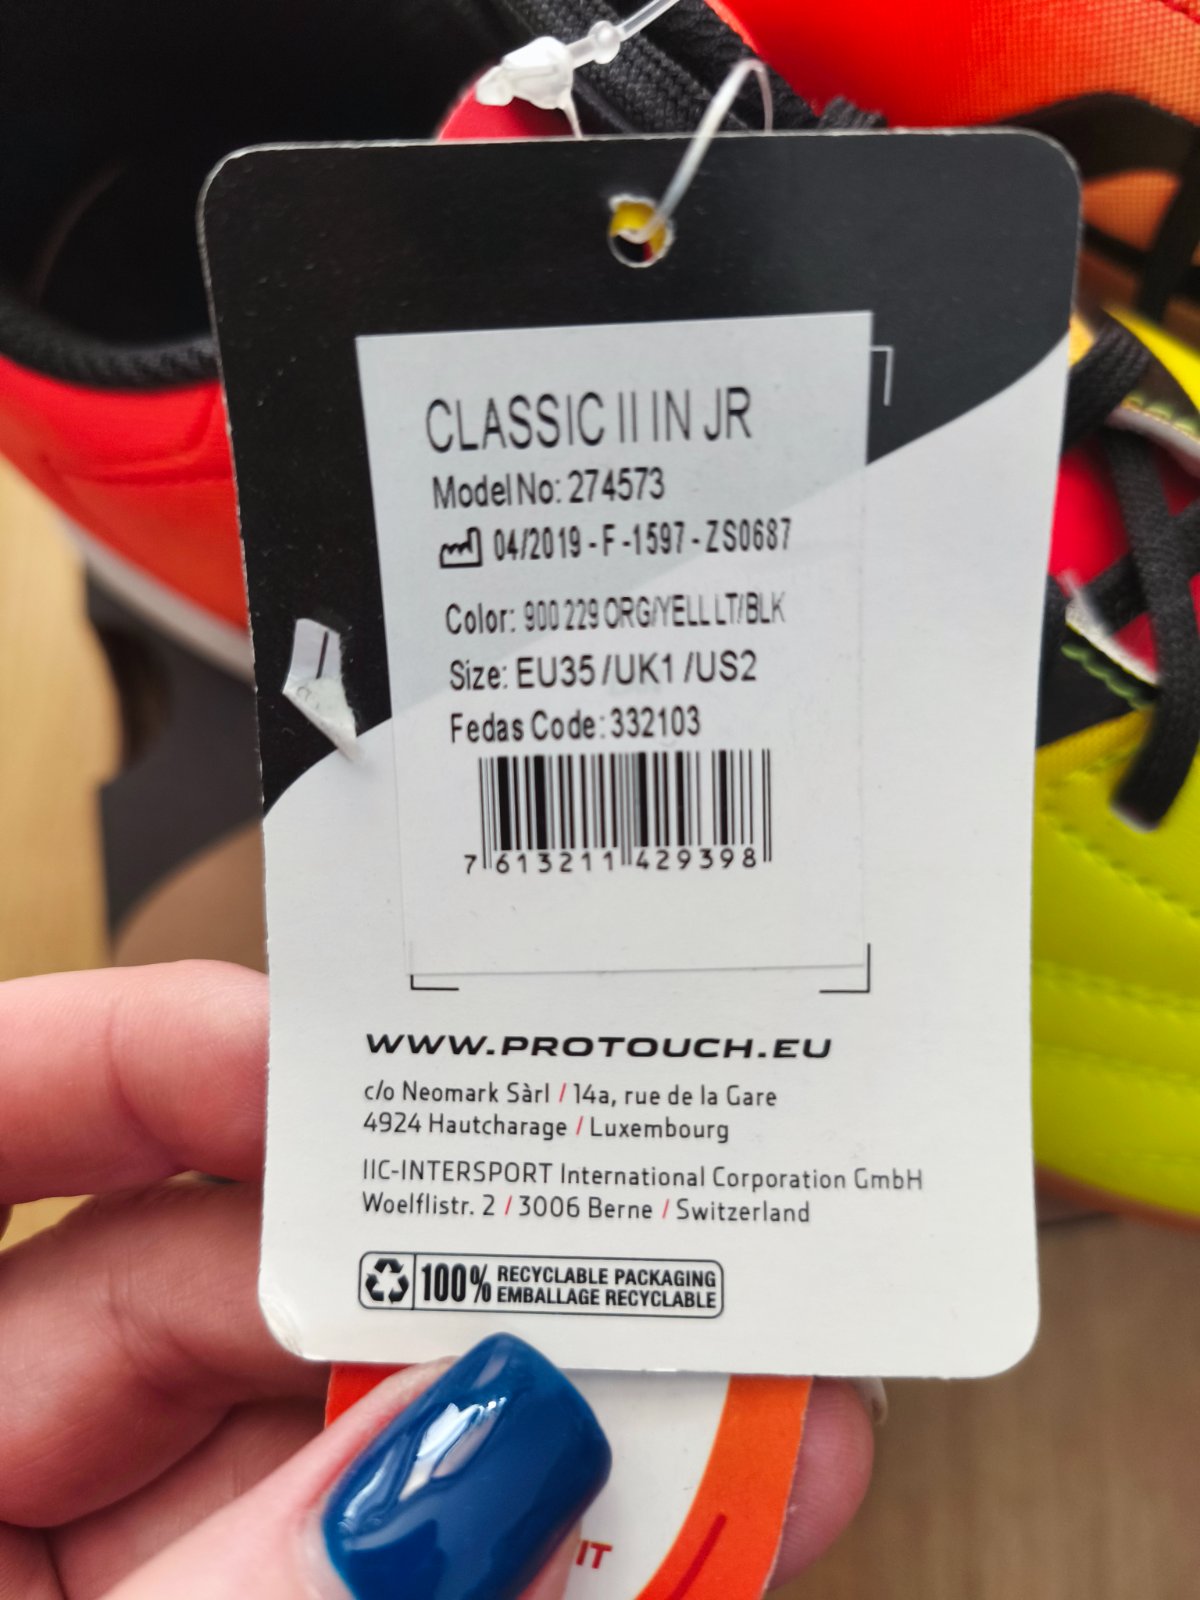 CLASSIC II IN JR
Model No: 274573
04/2019 - F -1597 - ZS0687
Color: 900 229 ORG/YELL LT/BLK
Size: EU35 /UK1 /US2
Fedas Code: 332103
7 613211 429398
WWW.PROTOUCH.EU
c/o Neomark Sàrl / 14a, rue de la Gare
4924 Hautcharage / Luxembourg
IIC-INTERSPORT International Corporation GmbH
Woelflistr. 2 / 3006 Berne / Switzerland
100% RECYCLABLE PACKAGING
EMBALLAGE RECYCLABLE
IT